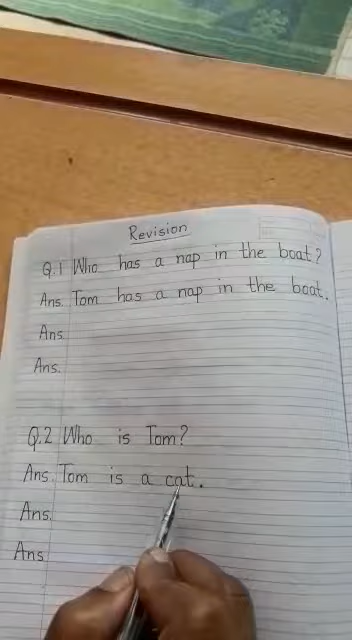 Revision
Q.1 Who has a nap in the boat?
Ans. Tom has a nap in the boat.
Ans
Ans.
Q.2 Who is Tom?
Ans. Tom is a cat.
Ans.
Ans